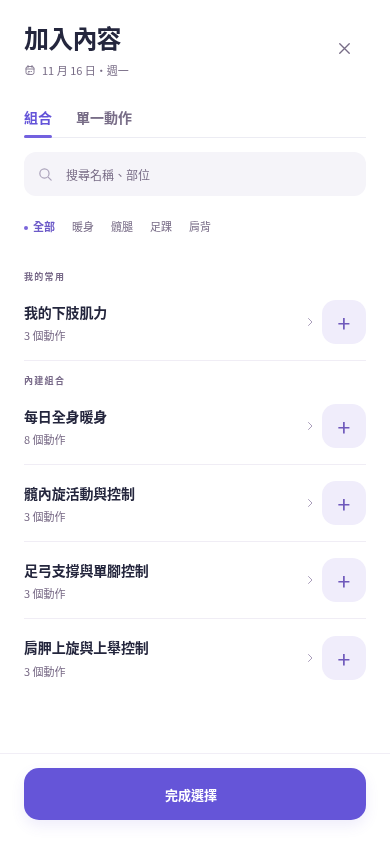 加入內容
11 月 16 日・週一
組合 單一動作
搜尋名稱、部位
全部 暖身 髖腿 足踝 肩背
我的常用
我的下肢肌力
3 個動作
內建組合
每日全身暖身
8 個動作
髖內旋活動與控制
3 個動作
足弓支撐與單腳控制
3 個動作
肩胛上旋與上舉控制
3 個動作
完成選擇